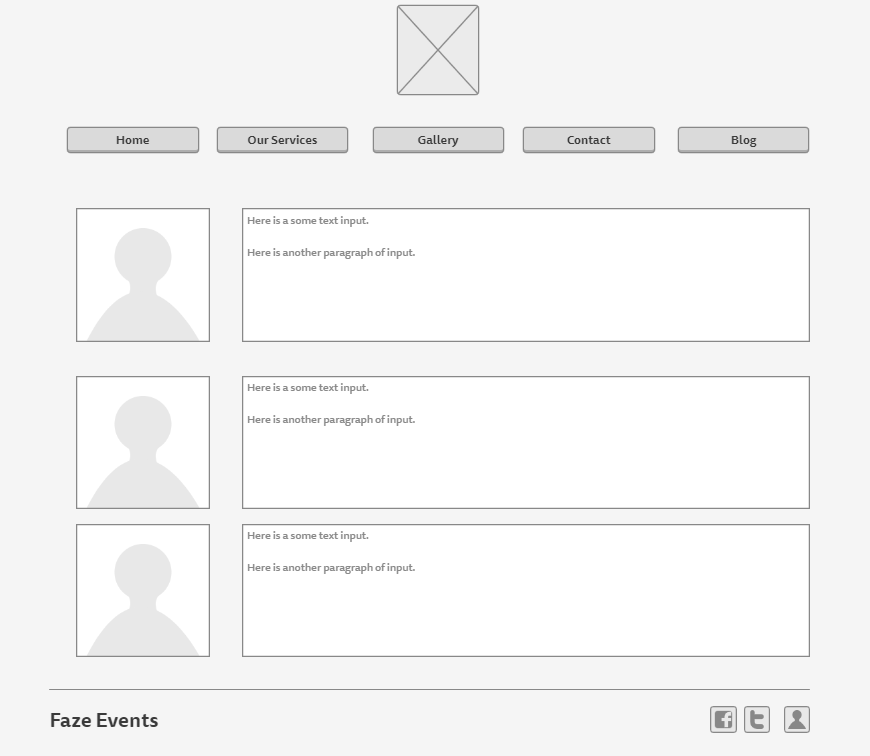 Home
Our Services
Gallery
Contact
Blog
Here is a some text input.
Here is another paragraph of input.
Here is a some text input.
Here is another paragraph of input.
Here is a some text input.
Here is another paragraph of input.
Faze Events